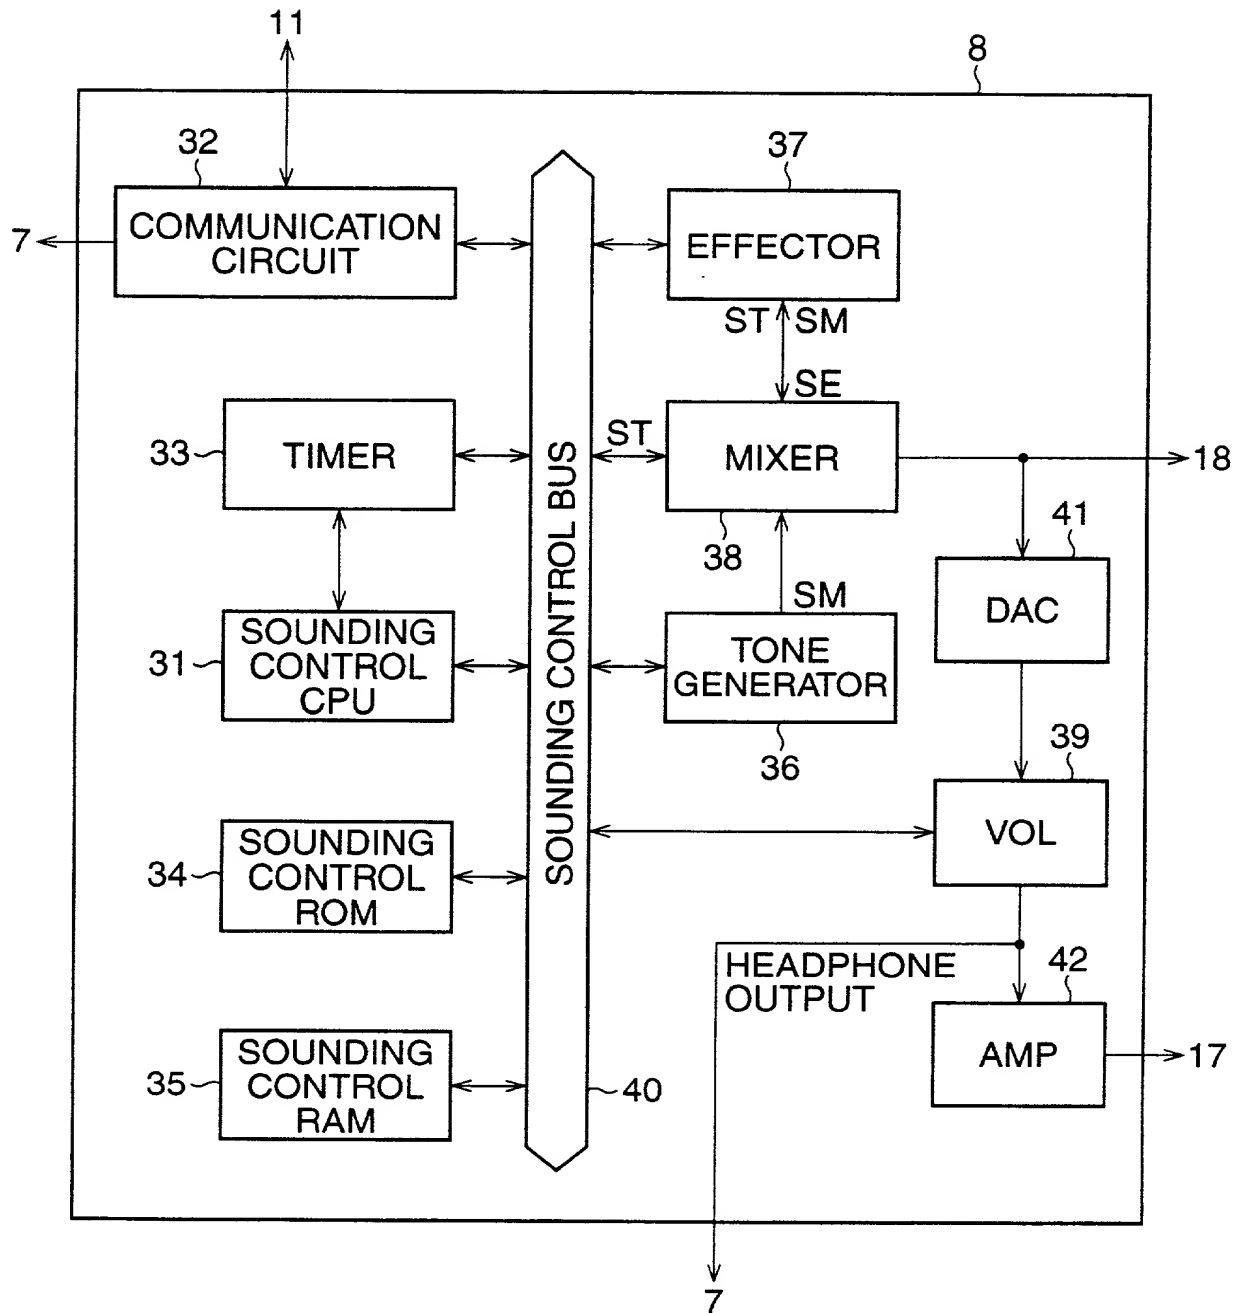 11
8
32
37
COMMUNICATION
CIRCUIT
7
EFFECTOR
ST
SM
SE
33
TIMER
ST
MIXER
18
38
41
DAC
SM
31
SOUNDING
CONTROL
CPU
TONE
GENERATOR
36
39
VOL
SOUNDING CONTROL BUS
34
SOUNDING
CONTROL
ROM
HEADPHONE
OUTPUT
42
AMP
17
35
SOUNDING
CONTROL
RAM
40
7